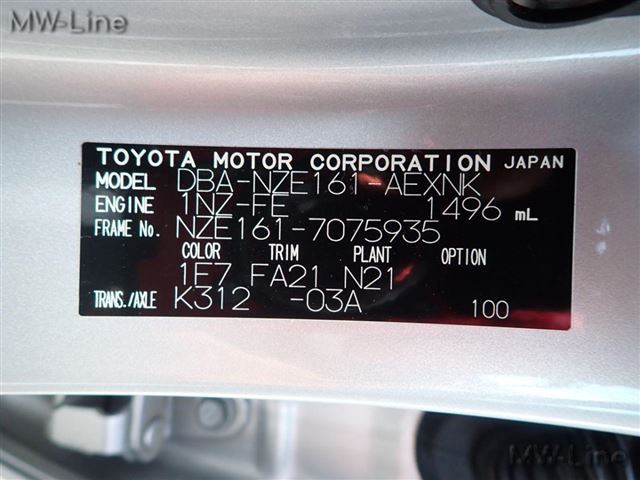 MW-Line
TOYOTA MOTOR CORPORATION JAPAN
MODEL DBA-NZE161-AEXNK
ENGINE 1NZ-FE 1496 mL
FRAME No. NZE161-7075935
COLOR TRIM PLANT OPTION
1E7 FA21 N21
TRANS./AXLE K312 -03A 100
MW-Line